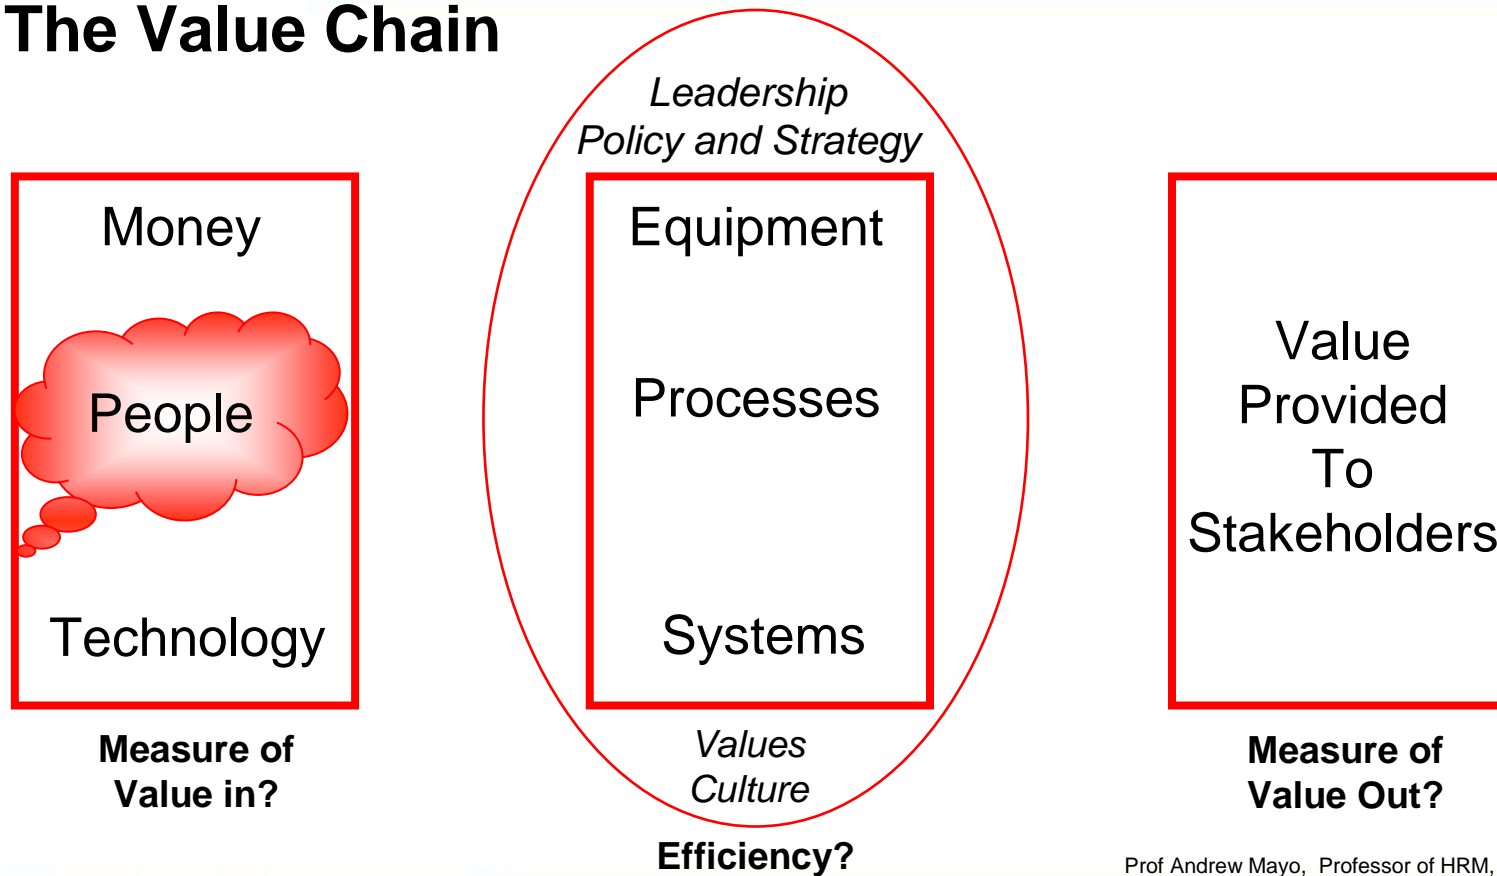 The Value Chain
Money
People
Technology
Measure of
Value in?
Leadership
Policy and Strategy
Equipment
Processes
Systems
Values
Culture
Efficiency?
Value
Provided
To
Stakeholders
Measure of
Value Out?
Prof Andrew Mayo, Professor of HRM,